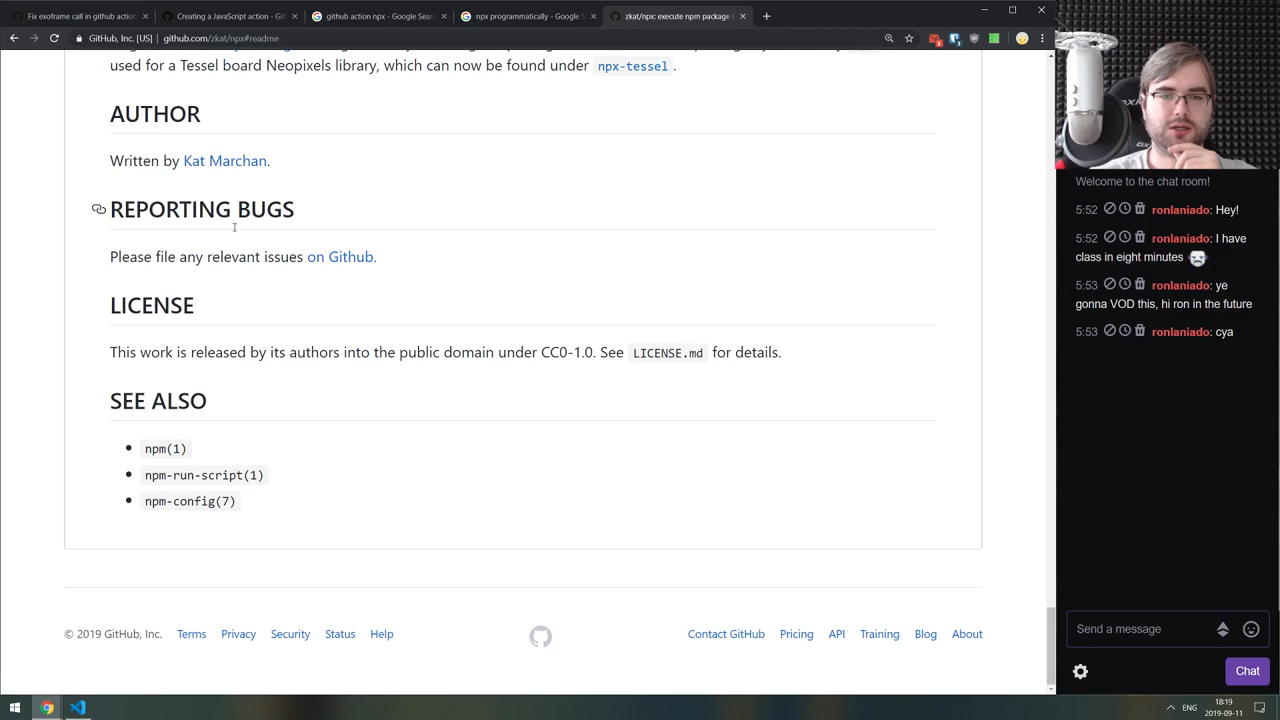 Fix exoframe call in github action
Creating a JavaScript action - Git
github action npx - Google Sear
npx programmatically - Google S
zkat/npx: execute npm package
GitHub, Inc. [US] | github.com/zkat/npx#readme
used for a Tessel board Neopixels library, which can now be found under npx-tessel .
AUTHOR
Written by Kat Marchan.
REPORTING BUGS
Please file any relevant issues on Github.
LICENSE
This work is released by its authors into the public domain under CC0-1.0. See LICENSE.md for details.
SEE ALSO
npm(1)
npm-run-script(1)
npm-config(7)
© 2019 GitHub, Inc. Terms Privacy Security Status Help
Contact GitHub Pricing API Training Blog About
Welcome to the chat room!
5:52 ronlaniado: Hey!
5:52 ronlaniado: I have
class in eight minutes
5:53 ronlaniado: ye
gonna VOD this, hi ron in the future
5:53 ronlaniado: cya
Send a message
Chat
ENG
18:19
2019-09-11